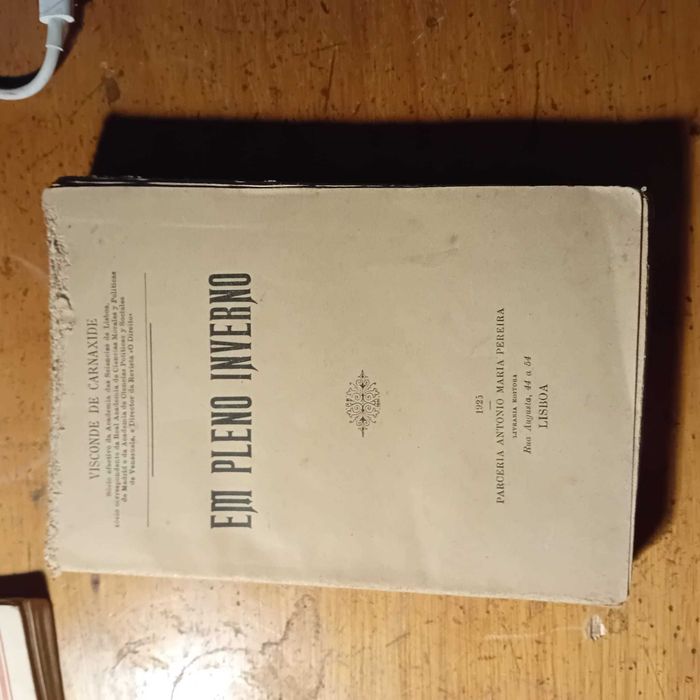 VISCONDE DE CARNAXIDE
Sócio efectivo da Academia das Sciencias de Lisboa,
sócio correspondente da Real Academia de Ciencias Morales y Politicas
de Madrid e da Academia de Ciencias Politicas y Sociales
de Venezuela, e Director da Revista «O Direito»
EM PLENO INVERNO
1925
PARCERIA ANTONIO MARIA PEREIRA
LIVRARIA EDITORA
Rua Augusta, 44 a 54
LISBOA